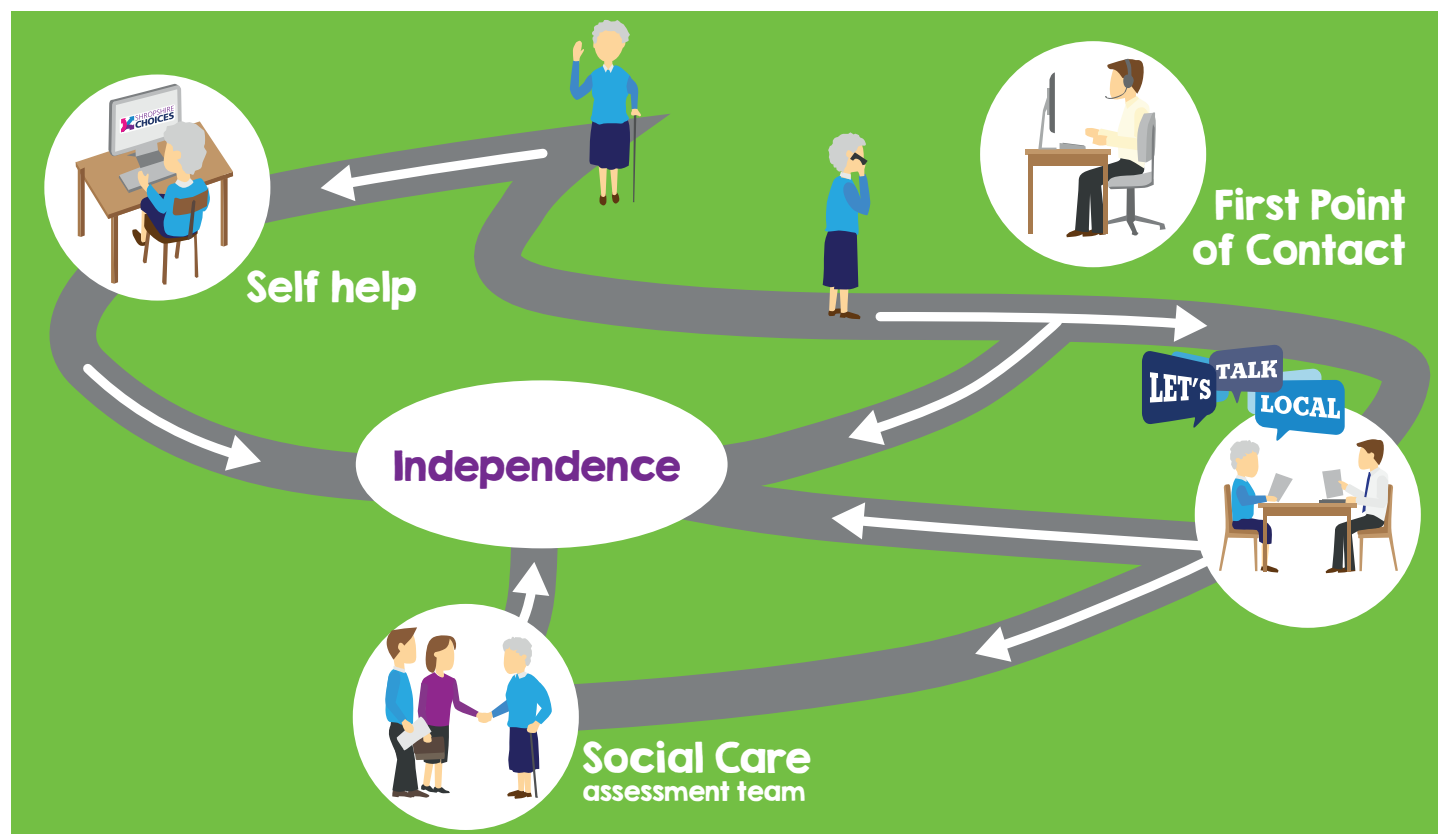 SHROPSHIRE
CHOICES
First Point
of Contact
Self help
LET'S
TALK
LOCAL
Independence
Social Care
assessment team